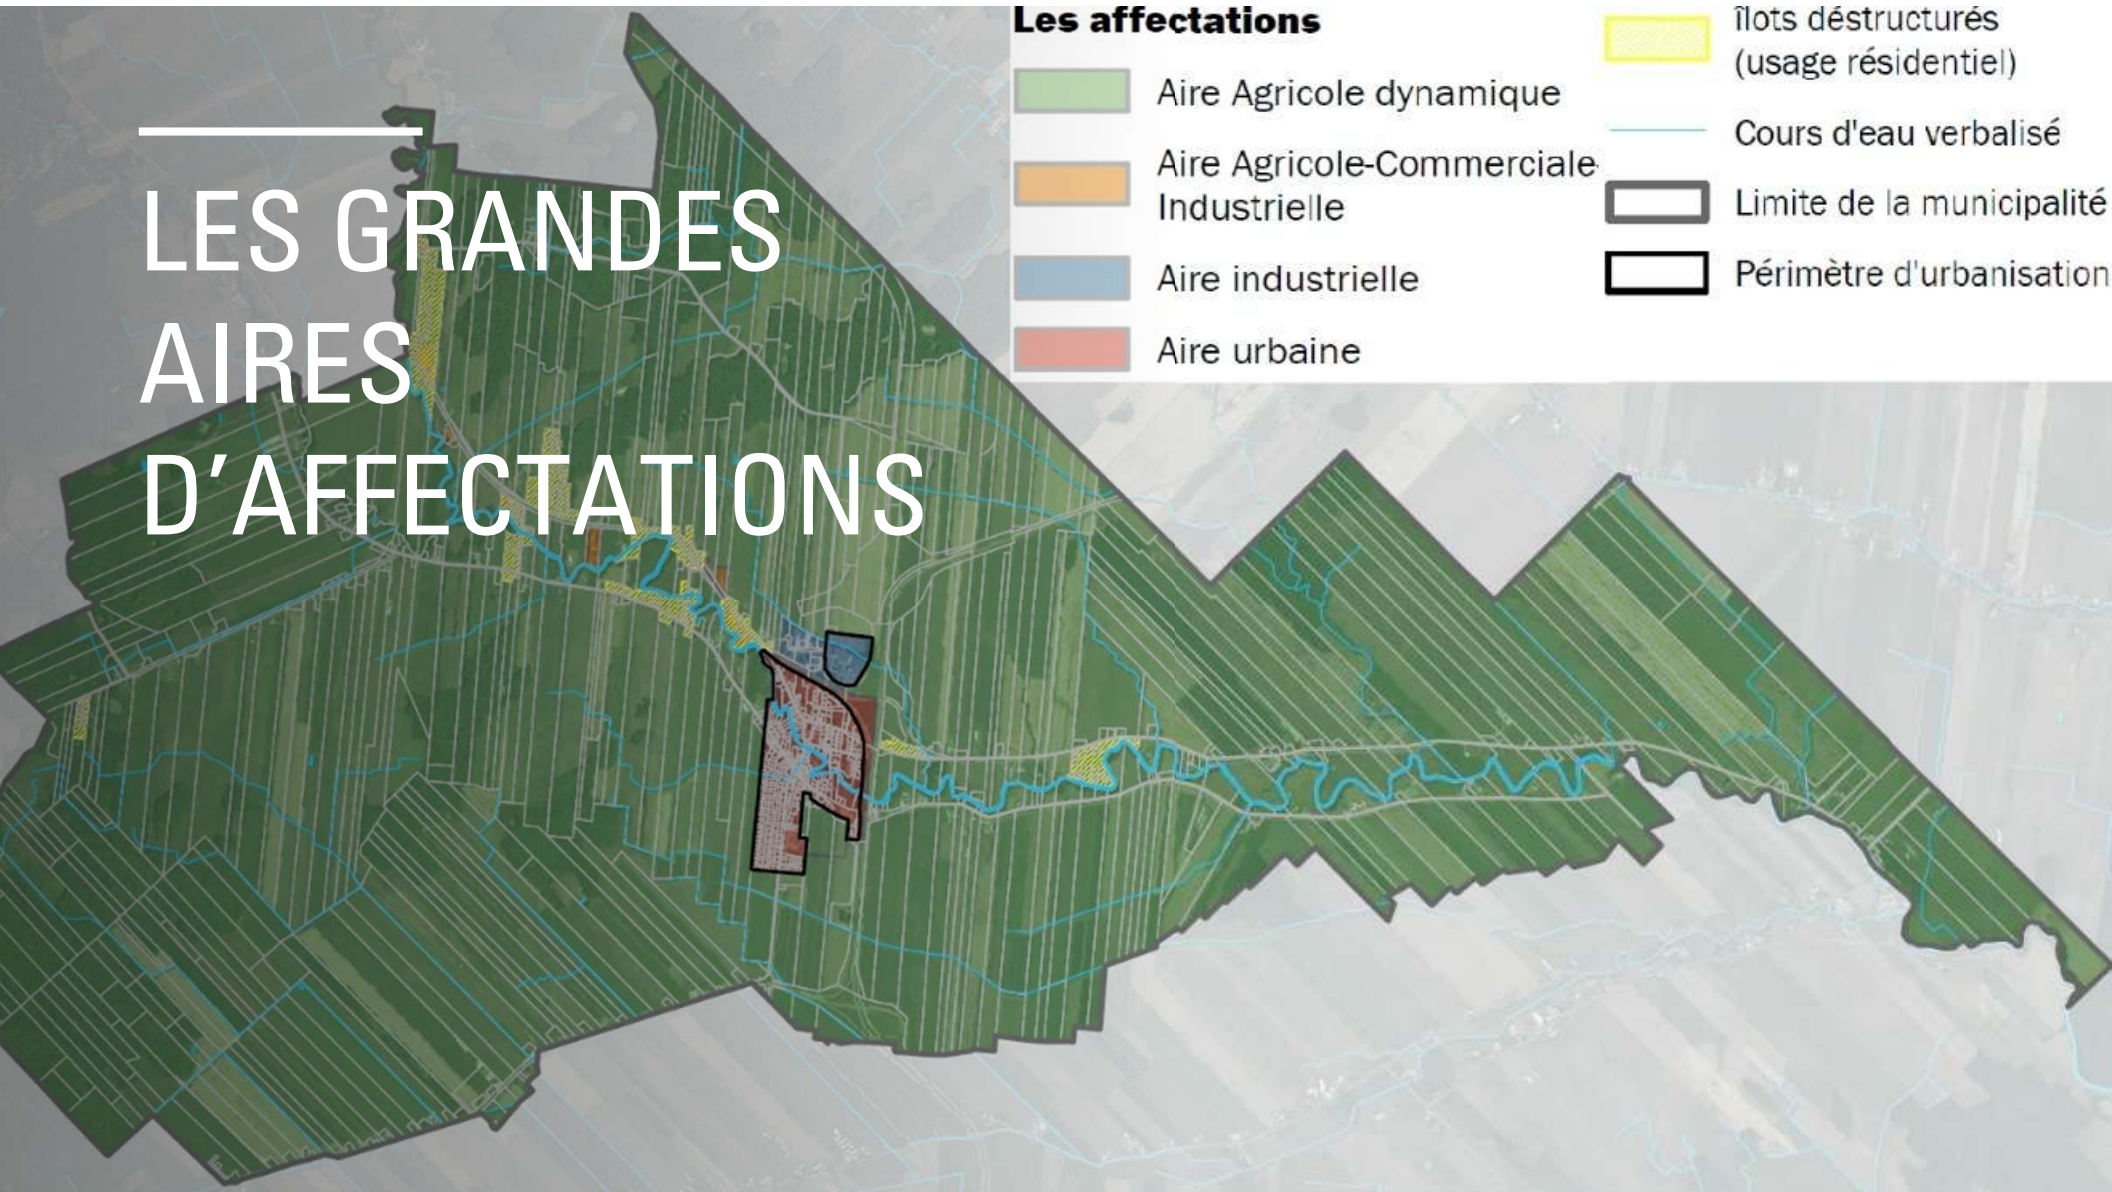 LES GRANDES
AIRES
D'AFFECTATIONS
Les affectations
Aire Agricole dynamique
Aire Agricole-Commerciale-
Industrielle
Aire industrielle
Aire urbaine
îlots déstructurés
(usage résidentiel)
Cours d'eau verbalisé
Limite de la municipalité
Périmètre d'urbanisation